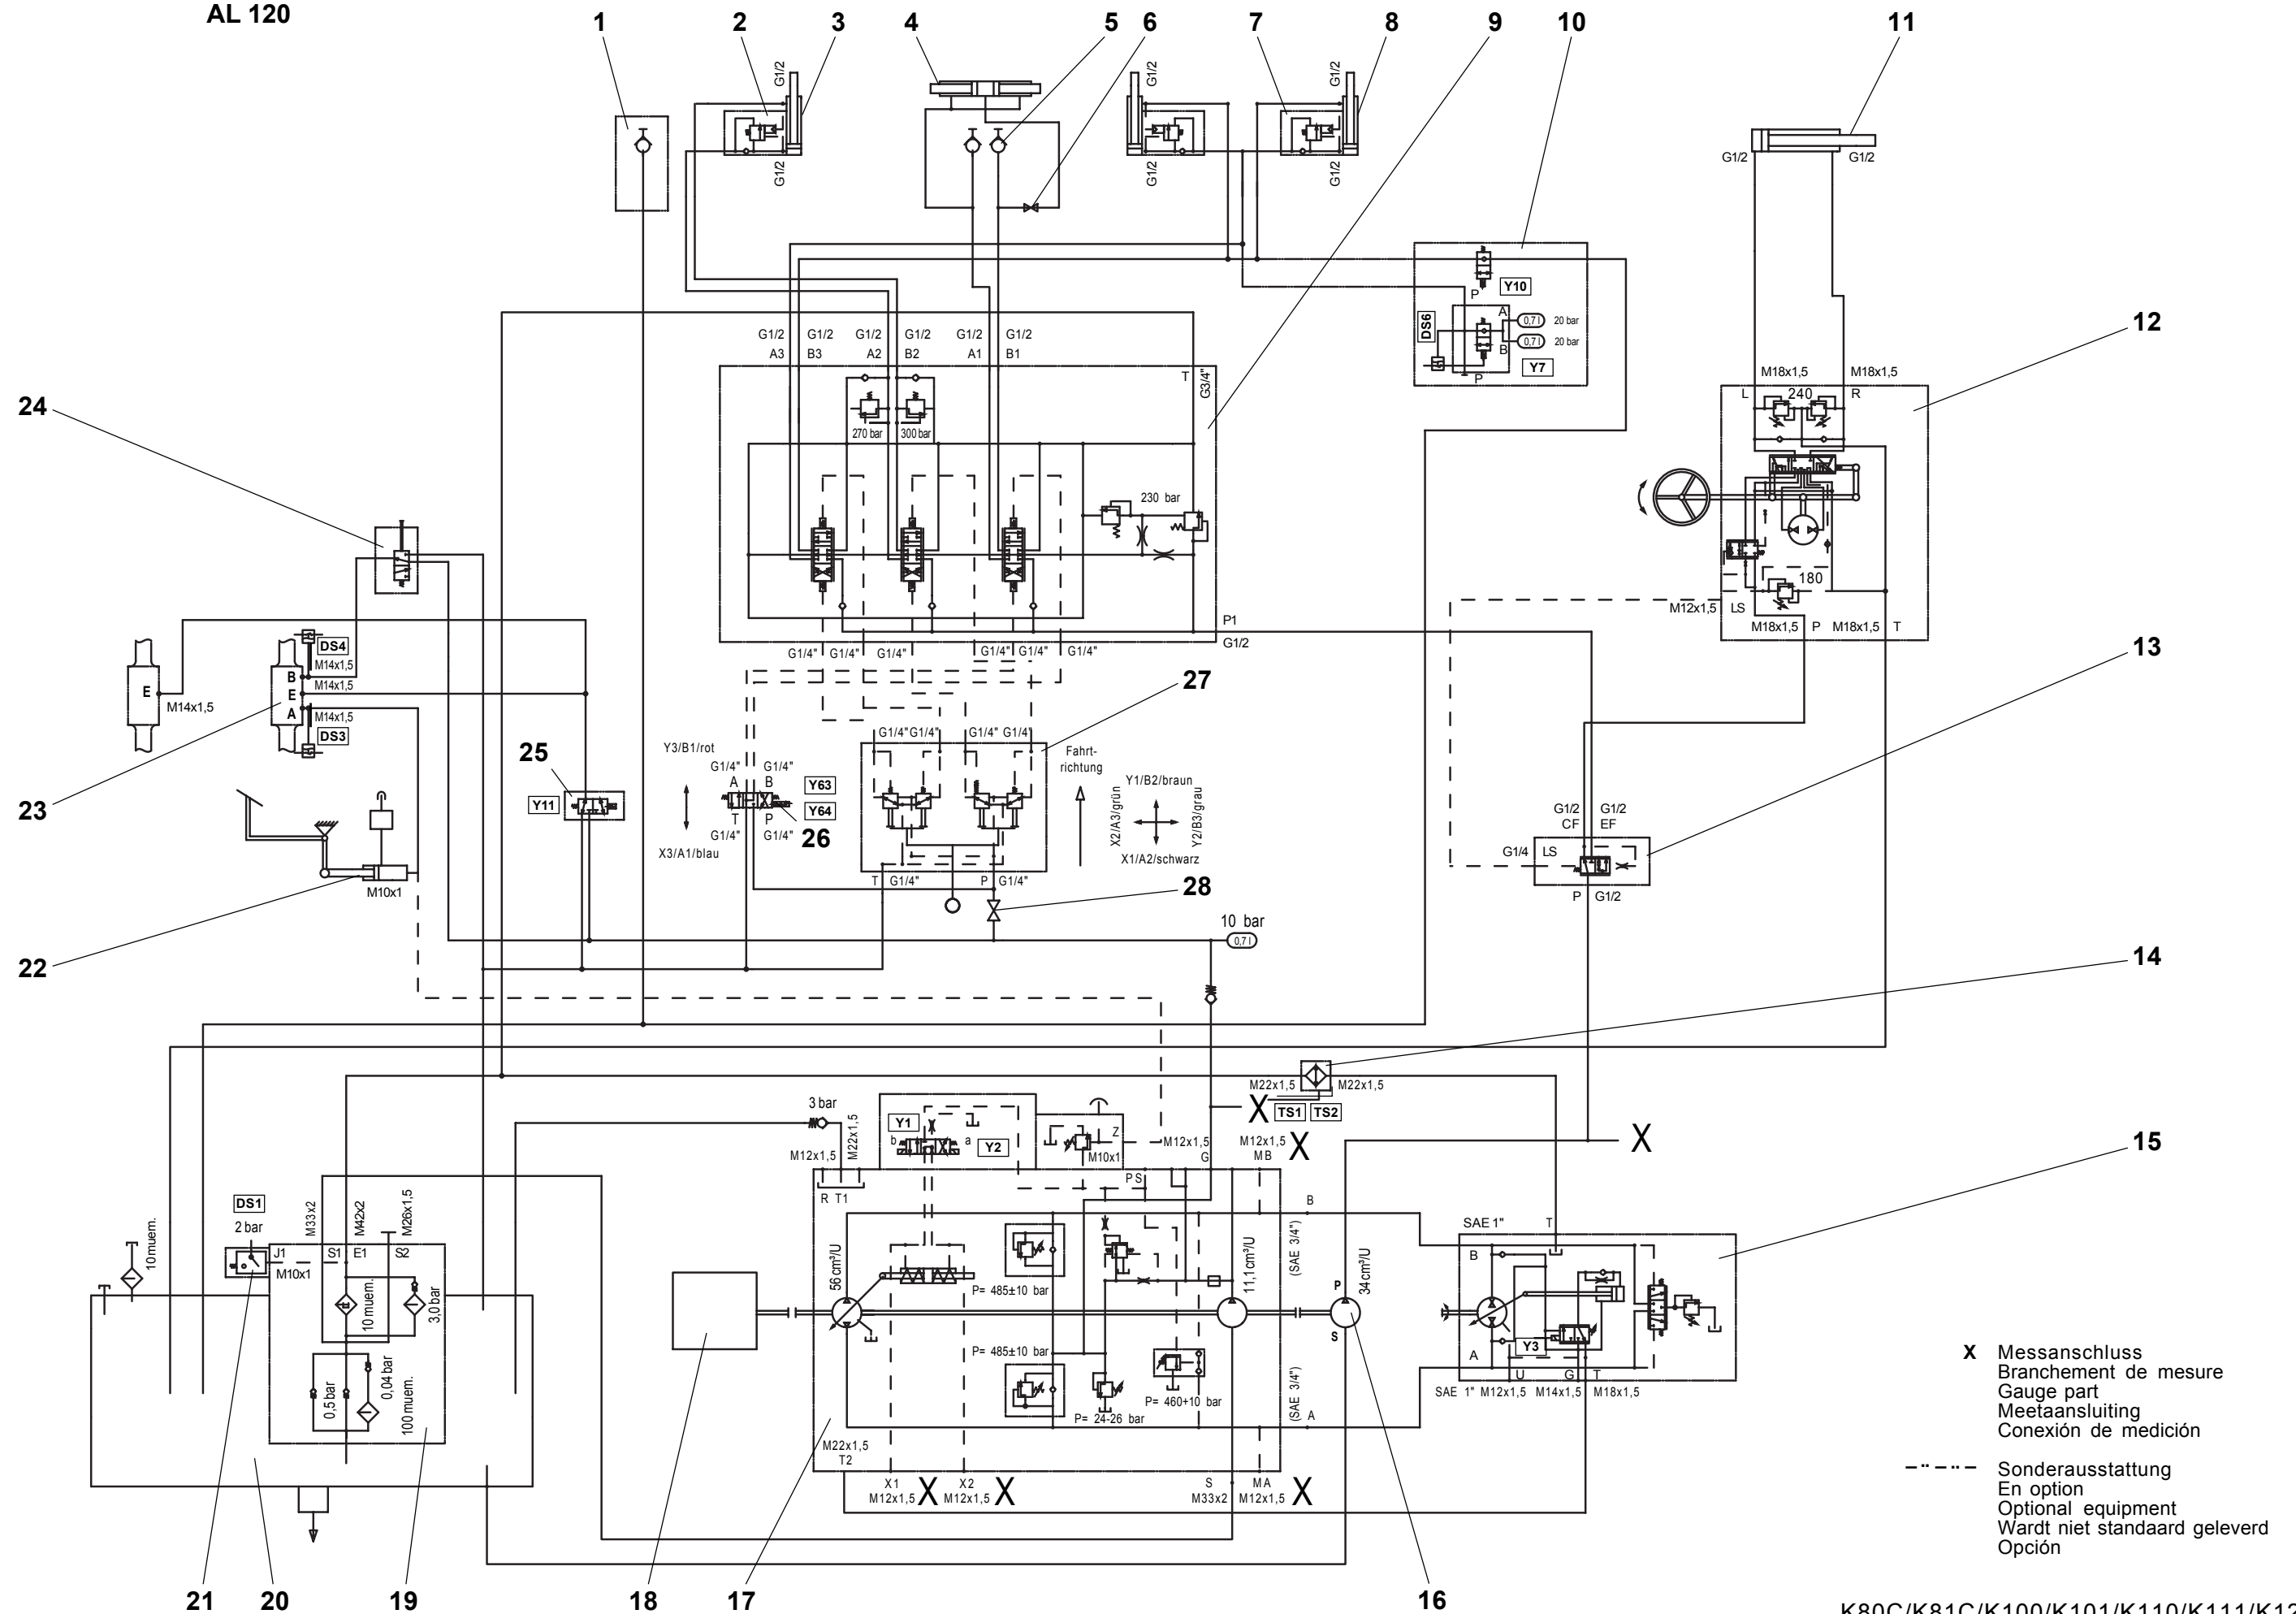 AL 120
1
2
3
4
5
6
7
8
9
10
11
G1/2
G1/2
G1/2
G1/2
G1/2
G1/2
G1/2
G1/2
Y10
P
DS6
A
0,7 l
20 bar
B
0,7 l
20 bar
Y7
P
12
G1/2
G1/2
G1/2
G1/2
G1/2
G1/2
A3
B3
A2
B2
A1
B1
T
G3/4"
M18x1,5
M18x1,5
L
240
R
270 bar
300 bar
230 bar
24
180
M12x1,5
LS
M18x1,5
P
M18x1,5
T
P1
G1/2
G1/4"
G1/4"
G1/4"
G1/4"
G1/4"
G1/4"
13
DS4
M14x1,5
B
M14x1,5
E
E
M14x1,5
A
M14x1,5
DS3
27
G1/4"
G1/4"
G1/4"
G1/4"
Y3/B1/rot
G1/4"
G1/4"
A
B
Y63
Y64
T
P
G1/4"
G1/4"
26
X3/A1/blau
25
Y11
Fahrt-
richtung
Y1/B2/braun
X2/A3/grün
Y2/B3/grau
X1/A2/schwarz
23
G1/2
G1/2
CF
EF
G1/4
LS
P
G1/2
T
G1/4"
P
G1/4"
28
M10x1
22
10 bar
0,7 l
14
M22x1,5
M22x1,5
X
TS1
TS2
3 bar
M22x1,5
M12x1,5
Y1
b
a
Y2
Z
M10x1
M12x1,5
G
M12x1,5
MB
X
X
15
R
T1
P S
B
DS1
2 bar
M33x2
M42x2
M26x1,5
J1
S1
E1
S2
M10x1
10 muem.
10 muem.
3,0 bar
0,5 bar
0,04 bar
100 muem.
56 cm³/U
P= 485±10 bar
P= 485±10 bar
P= 24-26 bar
P= 460+10 bar
11,1 cm³/U
(SAE 3/4")
(SAE 3/4")
A
P
S
34 cm³/U
SAE 1"
T
B
A
Y3
U
G
T
SAE 1"
M12x1,5
M14x1,5
M18x1,5
M22x1,5
T2
X1
M12x1,5
X
X2
M12x1,5
X
S
M33x2
MA
M12x1,5
X
X Messanschluss
Branchement de mesure
Gauge part
Meetaansluiting
Conexión de medición
Sonderausstattung
En option
Optional equipment
Wardt niet standaard geleverd
Opción
21
20
19
18
17
16
K80C/K81C/K100/K101/K110/K111/K12